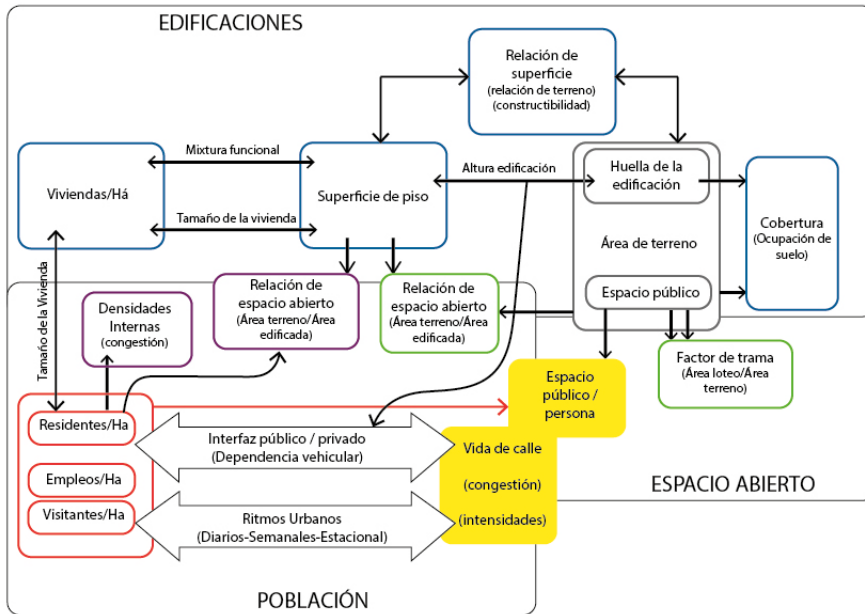 EDIFICACIONES
Relación de
superficie
(relación de terreno)
(constructibilidad)
Mixtura funcional
Altura edificación
Huella de la
edificación
Viviendas/Há
Superficie de piso
Tamaño de la vivienda
Cobertura
(Ocupación de
suelo)
Área de terreno
Tamaño de la Vivienda
Relación de
espacio abierto
(Área terreno/Área
edificada)
Relación de
espacio abierto
(Área terreno/Área
edificada)
Espacio público
Densidades
Internas
(congestión)
Factor de trama
(Área loteo/Área
terreno)
Espacio
público /
persona
Residentes/Ha
Interfaz público / privado
(Dependencia vehicular)
Vida de calle
(congestión)
(intensidades)
Empleos/Ha
Visitantes/Ha
Ritmos Urbanos
(Diarios-Semanales-Estacional)
ESPACIO ABIERTO
POBLACIÓN